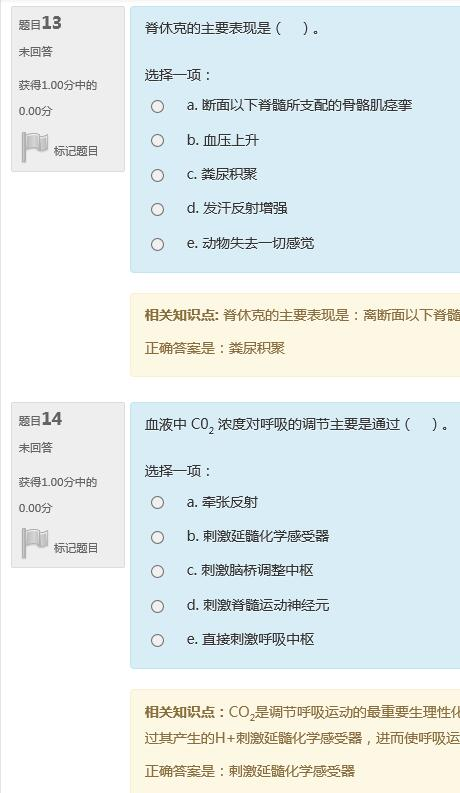 题目13
未回答
获得1.00分中的
0.00分
标记题目
脊休克的主要表现是（ ）。
选择一项：
a. 断面以下脊髓所支配的骨骼肌痉挛
b. 血压上升
c. 粪尿积聚
d. 发汗反射增强
e. 动物失去一切感觉
相关知识点: 脊休克的主要表现是：离断面以下脊髓
正确答案是：粪尿积聚
题目14
未回答
获得1.00分中的
0.00分
标记题目
血液中 C0₂ 浓度对呼吸的调节主要是通过（ ）。
选择一项：
a. 牵张反射
b. 刺激延髓化学感受器
c. 刺激脑桥调整中枢
d. 刺激脊髓运动神经元
e. 直接刺激呼吸中枢
相关知识点：CO₂是调节呼吸运动的最重要生理性化
过其产生的H+刺激延髓化学感受器，进而使呼吸运
正确答案是：刺激延髓化学感受器